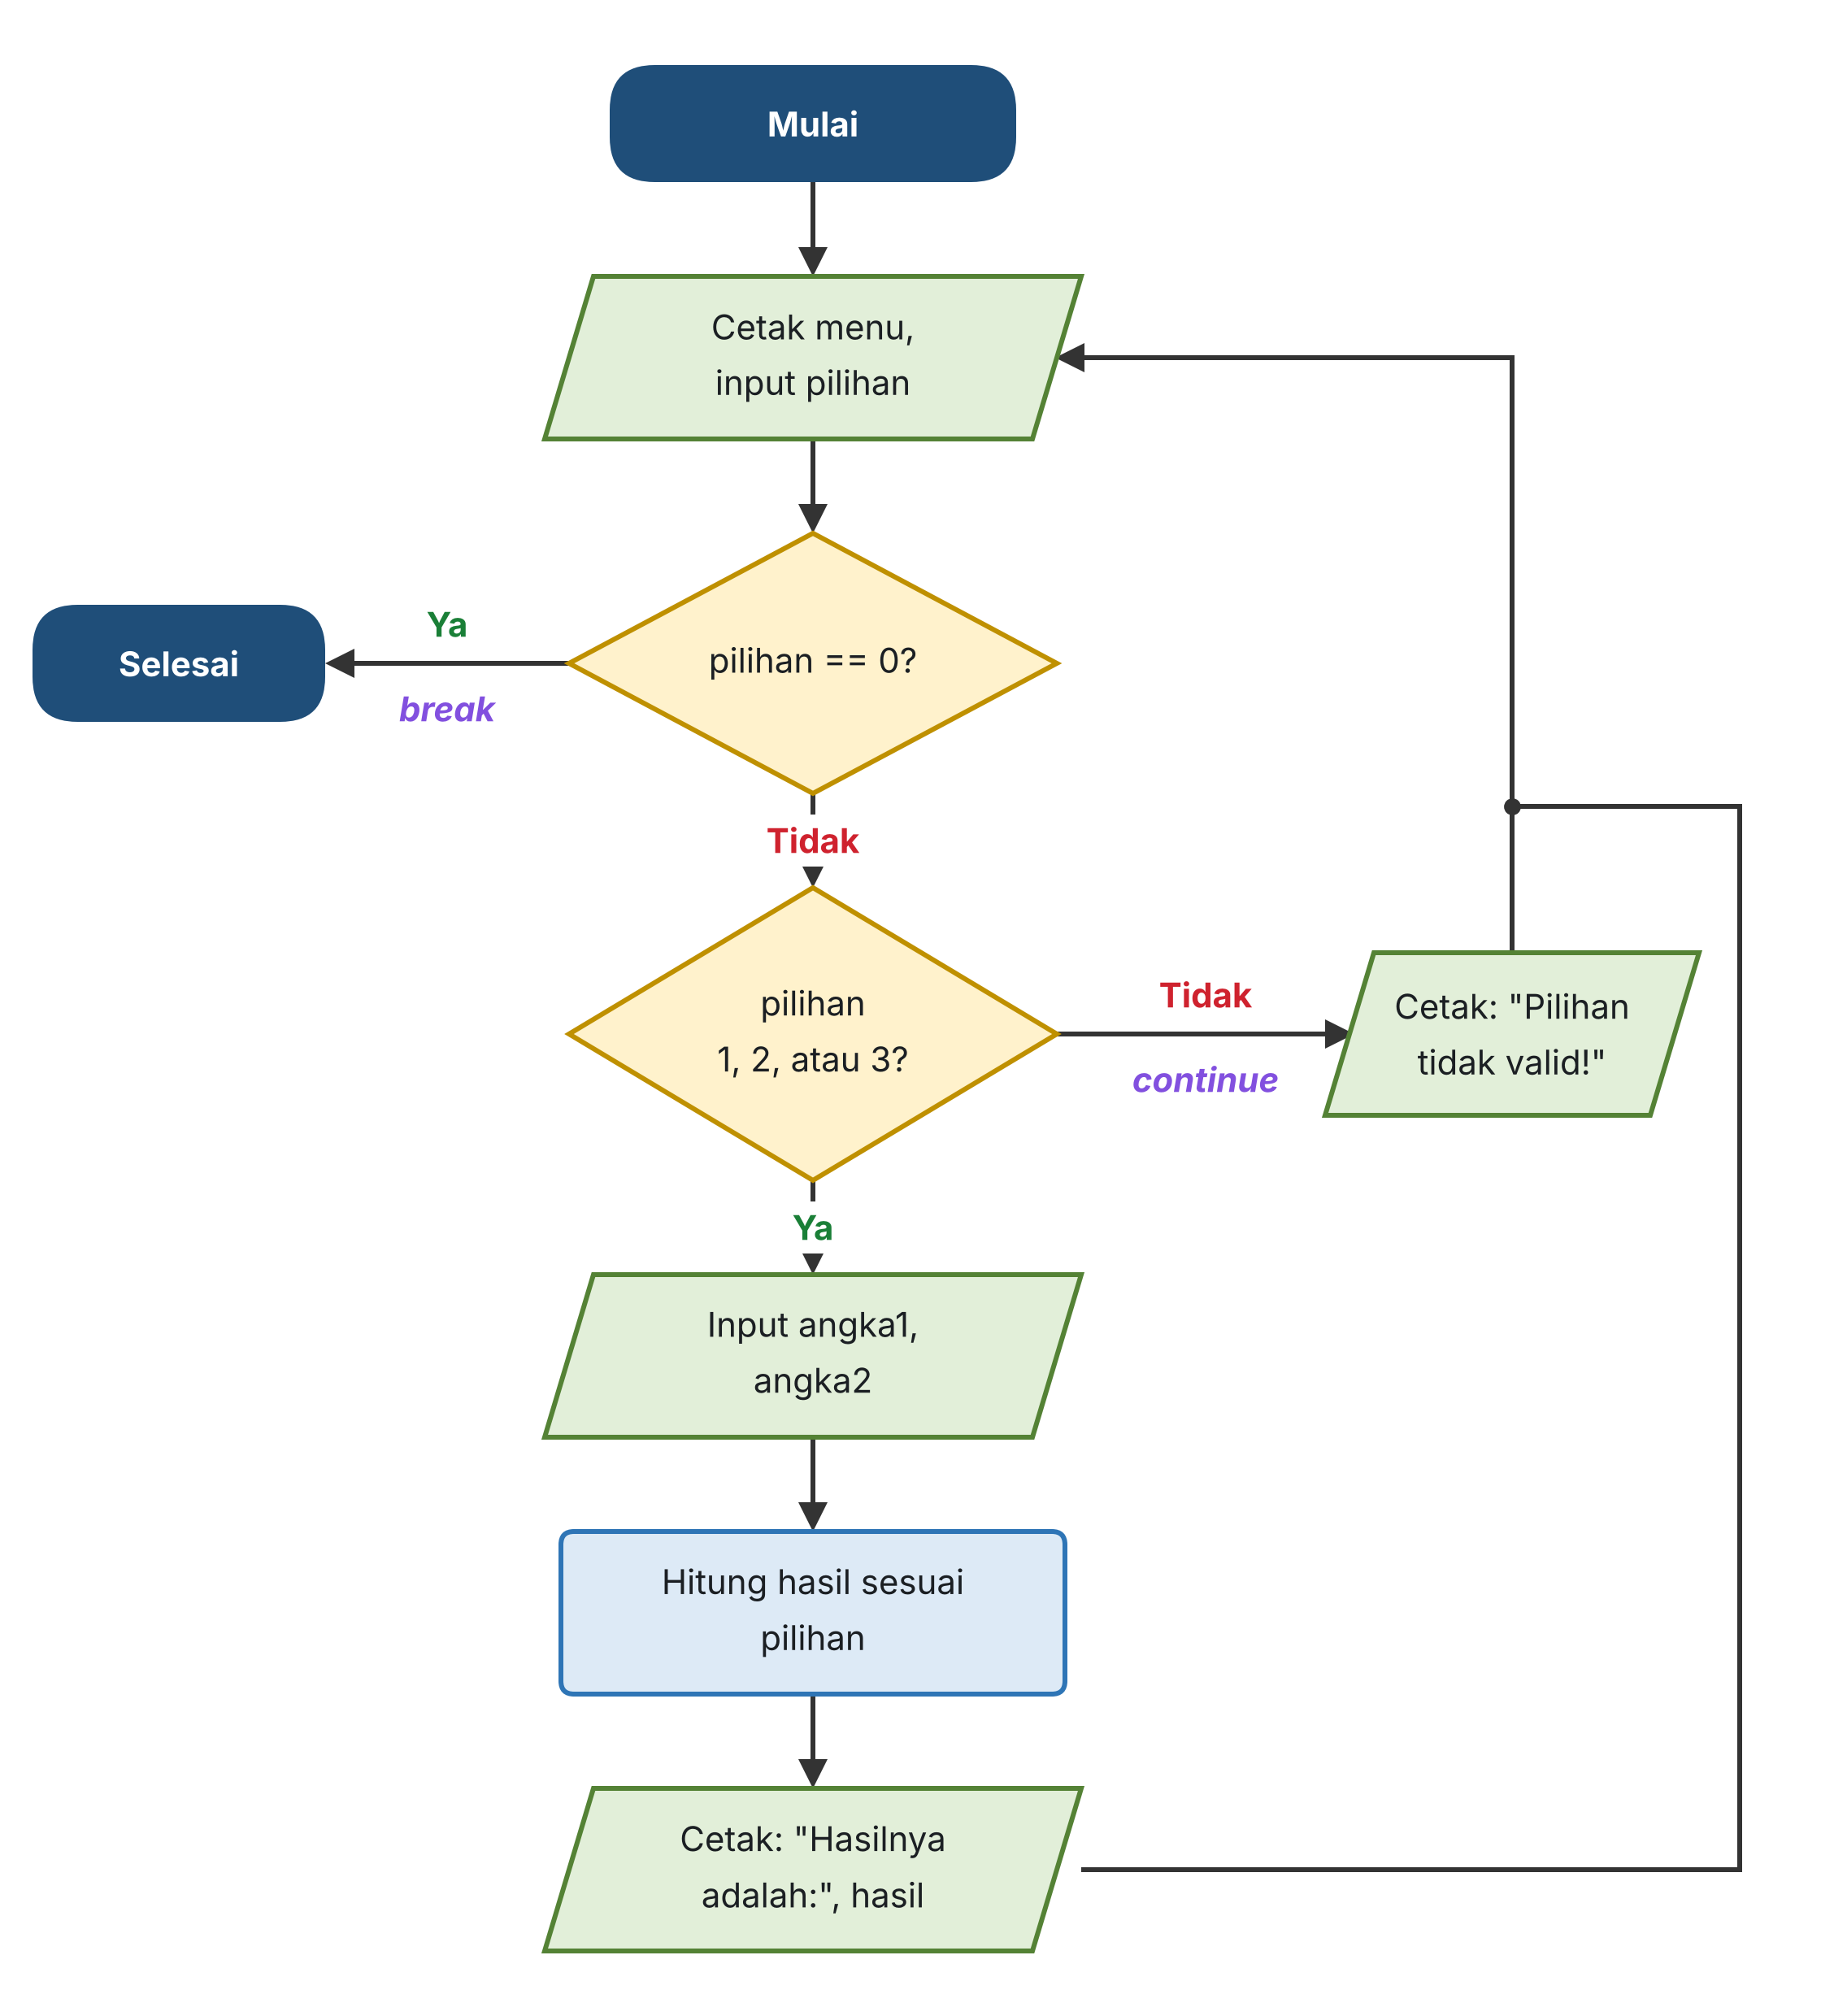 Mulai
Cetak menu,
input pilihan
pilihan == 0?
Ya
break
Selesai
Tidak
pilihan
1, 2, atau 3?
Tidak
continue
Cetak: "Pilihan
tidak valid!"
Ya
Input angka1,
angka2
Hitung hasil sesuai
pilihan
Cetak: "Hasilnya
adalah:", hasil